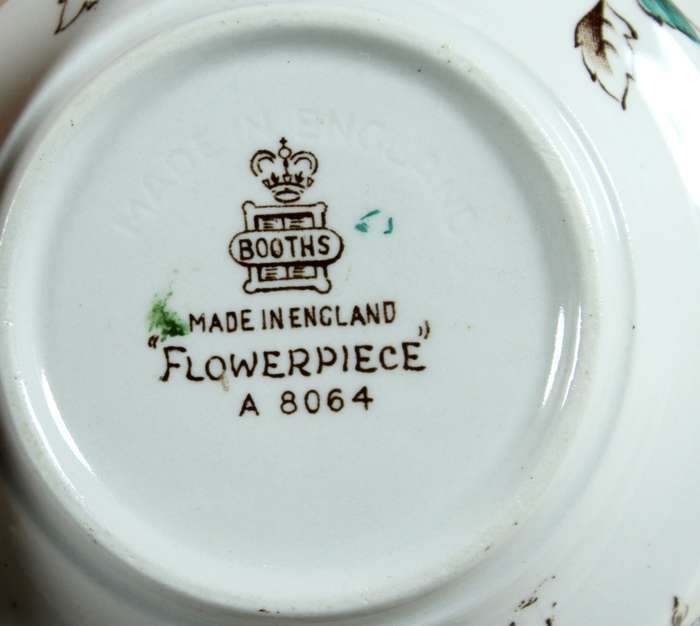 MADE IN ENGLAND
BOOTHS
MADE IN ENGLAND
"FLOWERPIECE"
A 8064